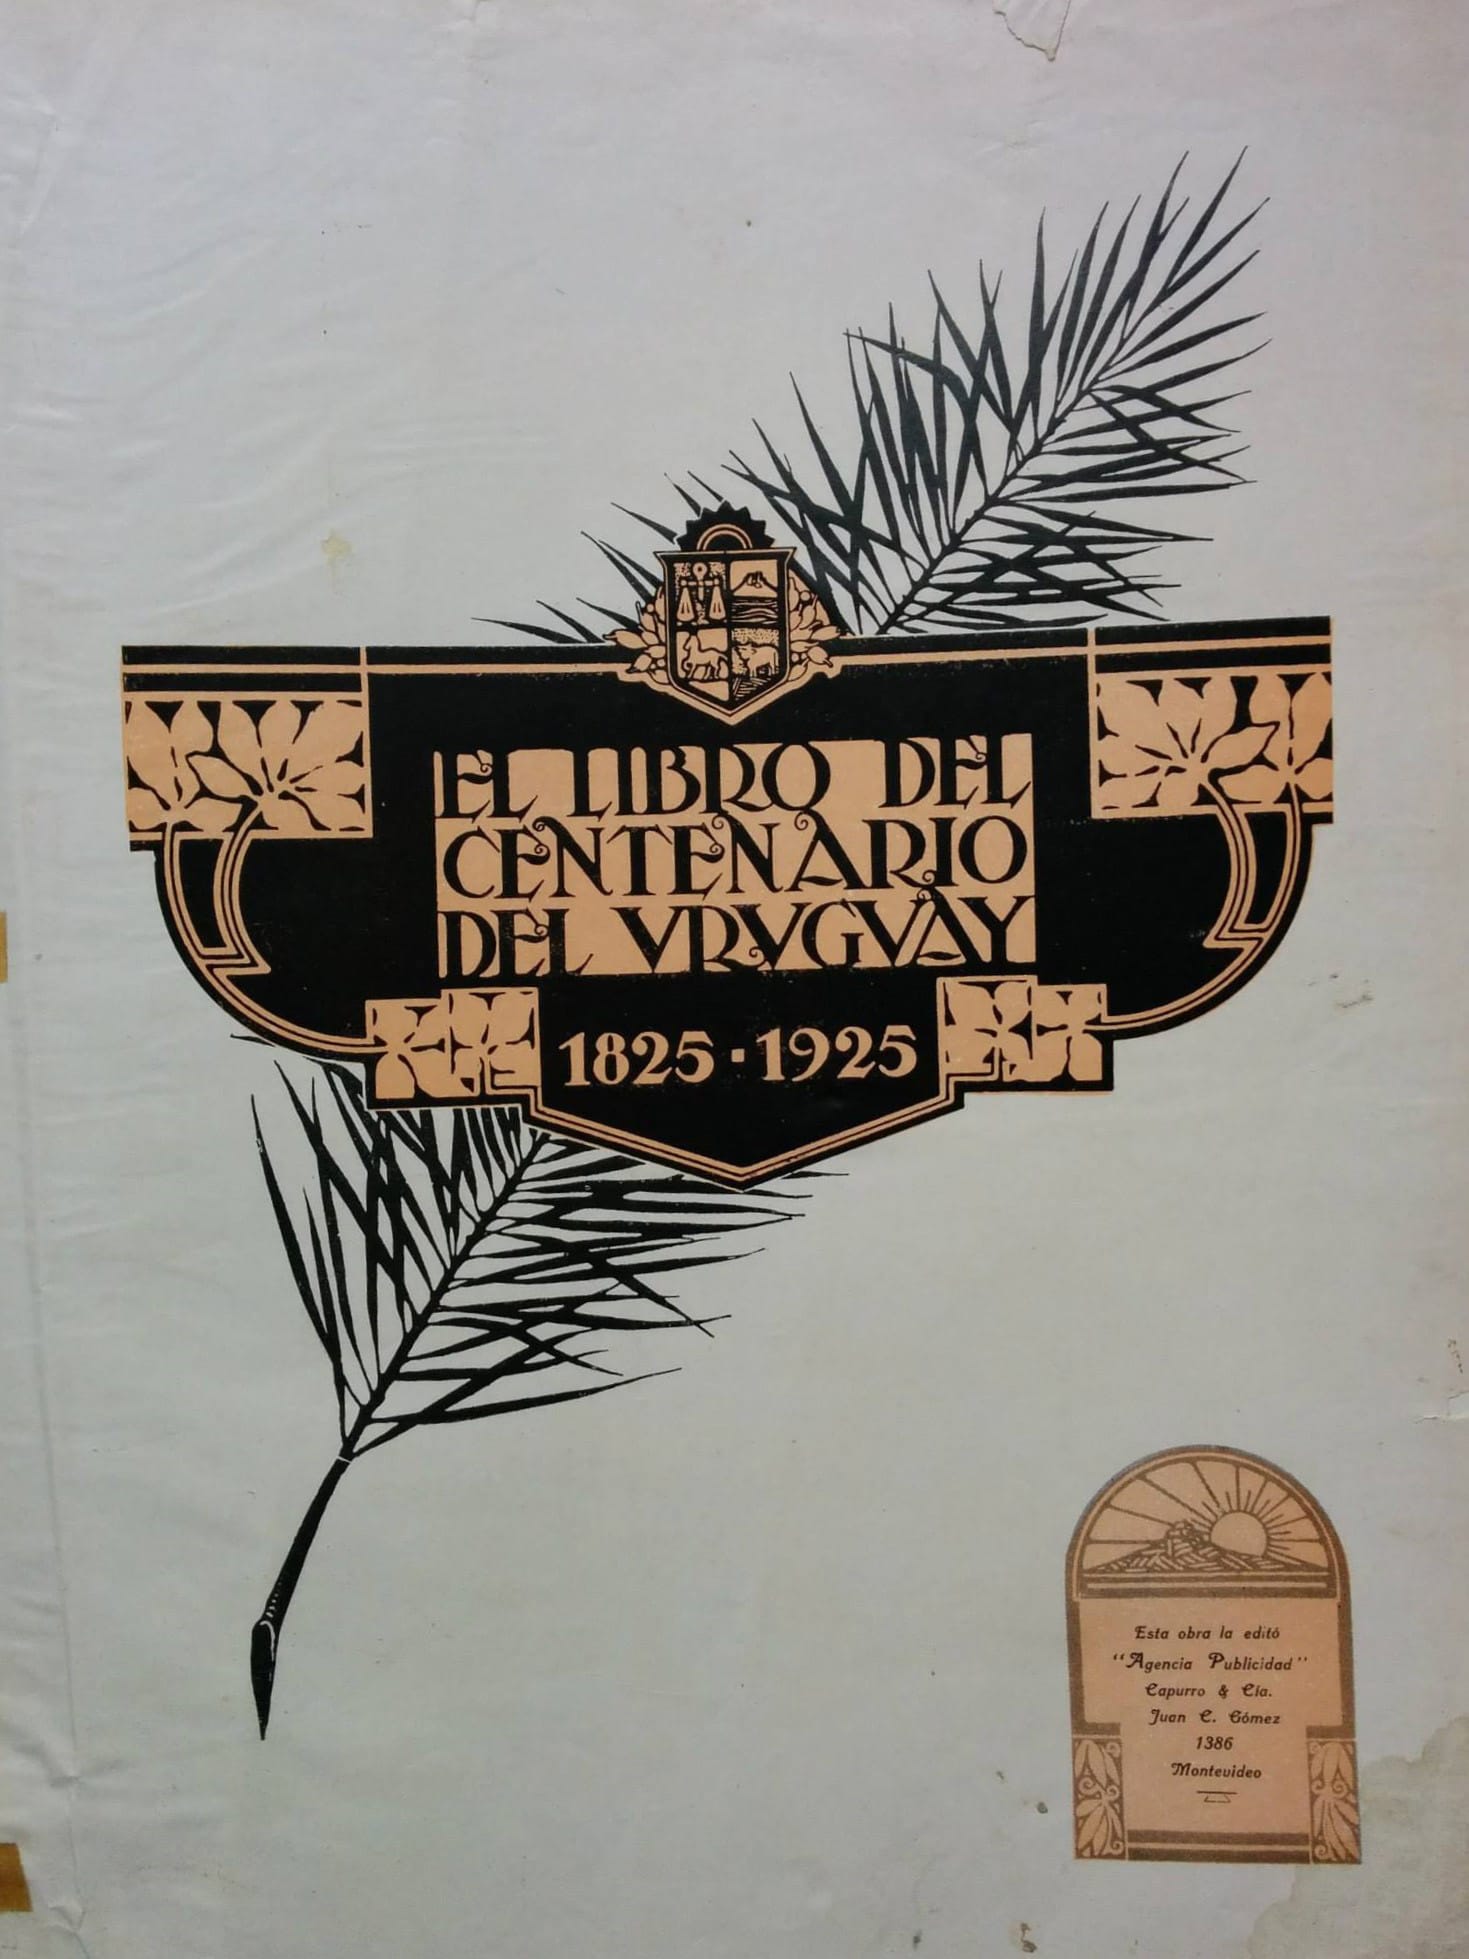 EL LIBRO DEL
CENTENARIO
DEL VRVGVAY
1825 · 1925
Esta obra la editó
"Agencia Publicidad"
Capurro & Cía.
Juan C. Gómez
1386
Montevideo